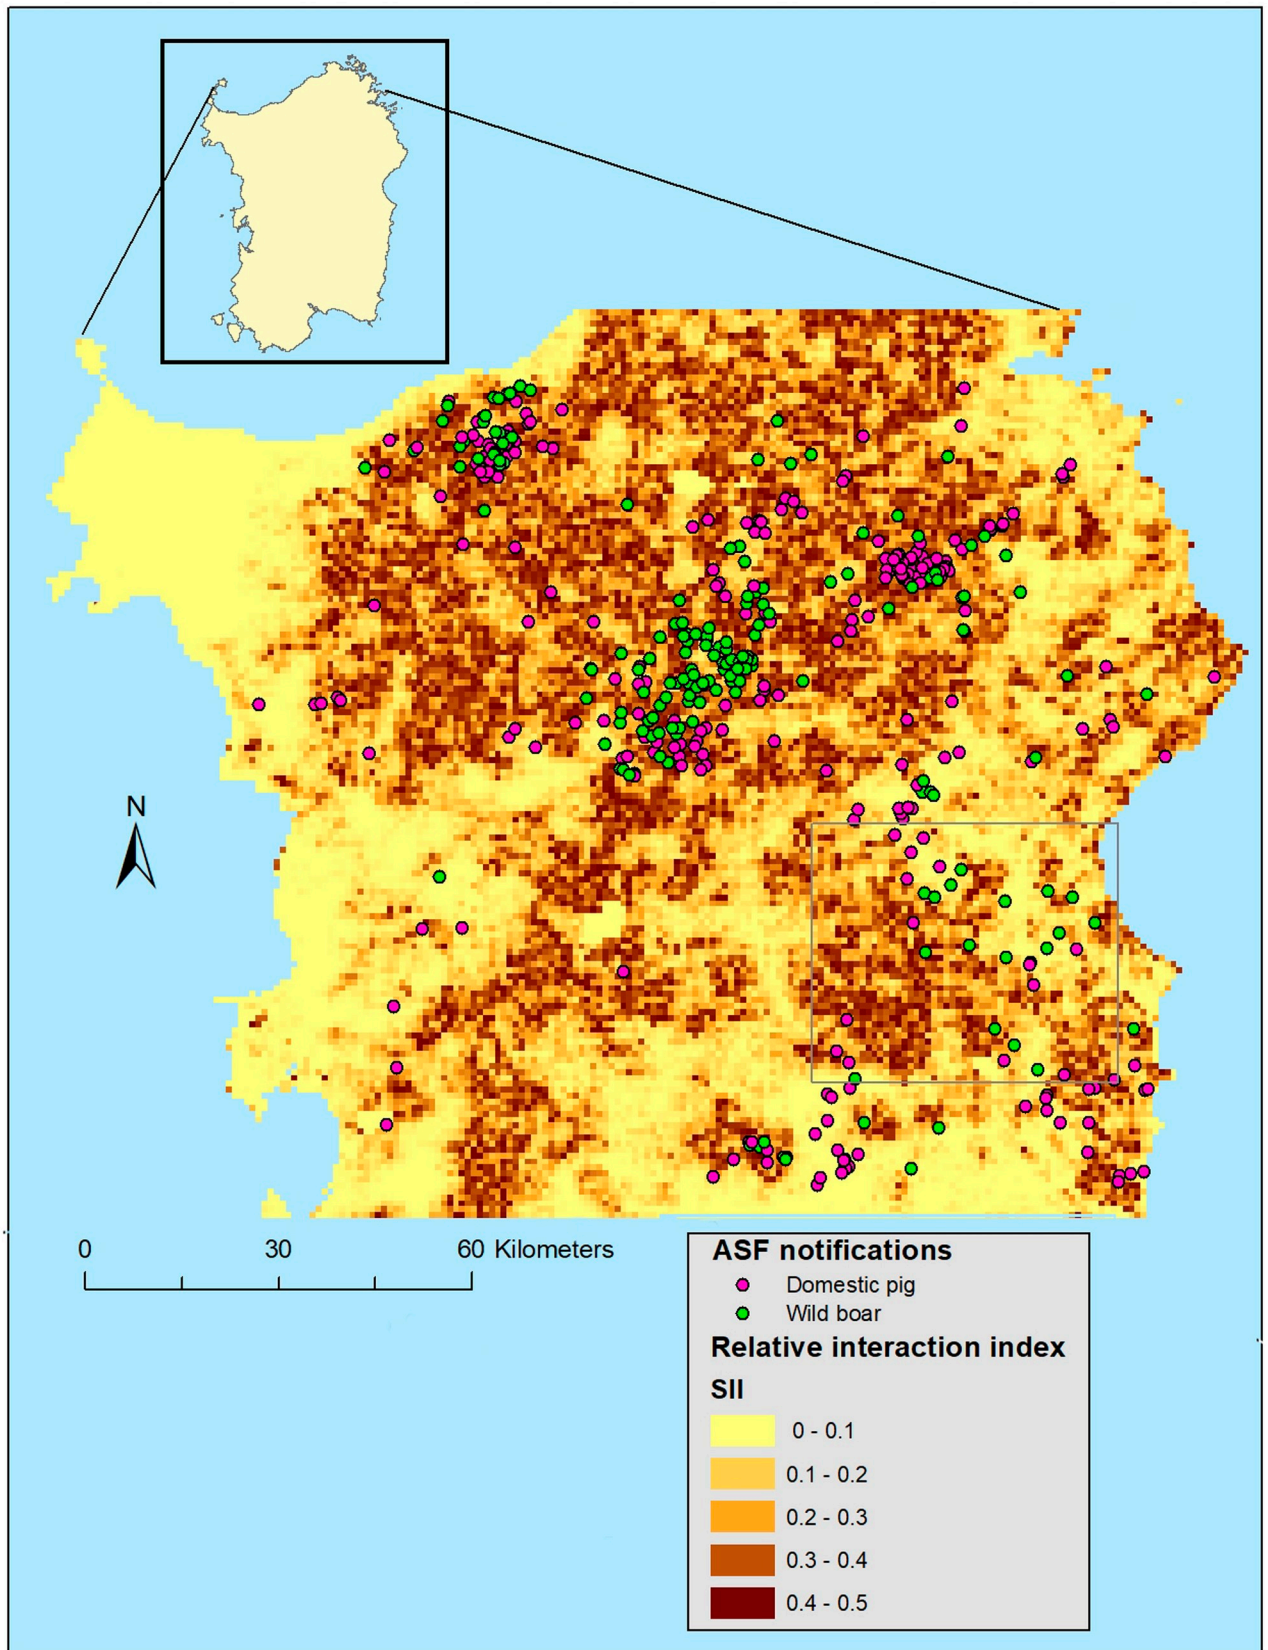 N
0 30 60 Kilometers
ASF notifications
Domestic pig
Wild boar
Relative interaction index
SII
0 - 0.1
0.1 - 0.2
0.2 - 0.3
0.3 - 0.4
0.4 - 0.5